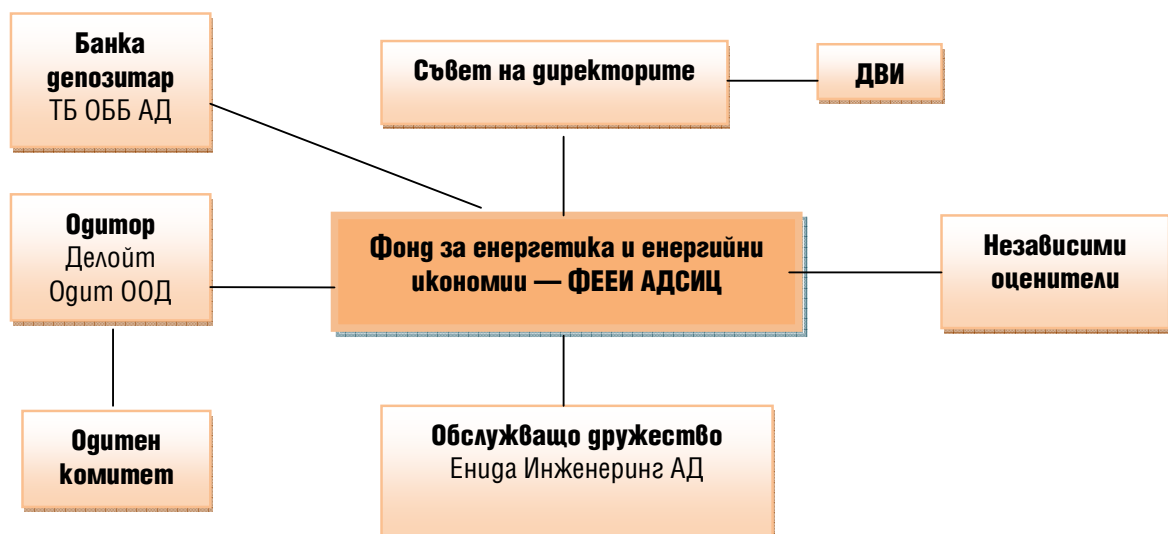 Банка
депозитар
ТБ ОББ АД
Съвет на директорите
ДВИ
Одитор
Делойт
Одит ООД
Фонд за енергетика и енергийни
икономии — ФЕЕИ АДСИЦ
Независими
оценители
Одитен
комитет
Обслужващо дружество
Енида Инженеринг АД